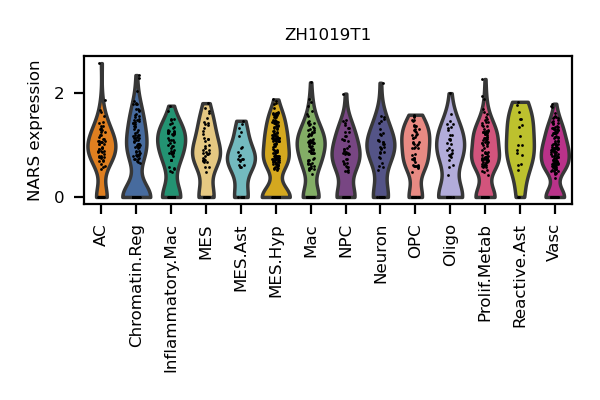 ZH1019T1
NARS expression
2
0
AC
Chromatin.Reg
Inflammatory.Mac
MES
MES.Ast
MES.Hyp
Mac
NPC
Neuron
OPC
Oligo
Prolif.Metab
Reactive.Ast
Vasc